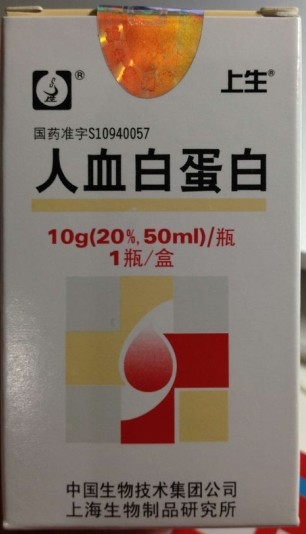 ® 上生®
国药准字S10940057
人血白蛋白
10g(20%, 50ml)/瓶
1瓶/盒
中国生物技术集团公司
上海生物制品研究所